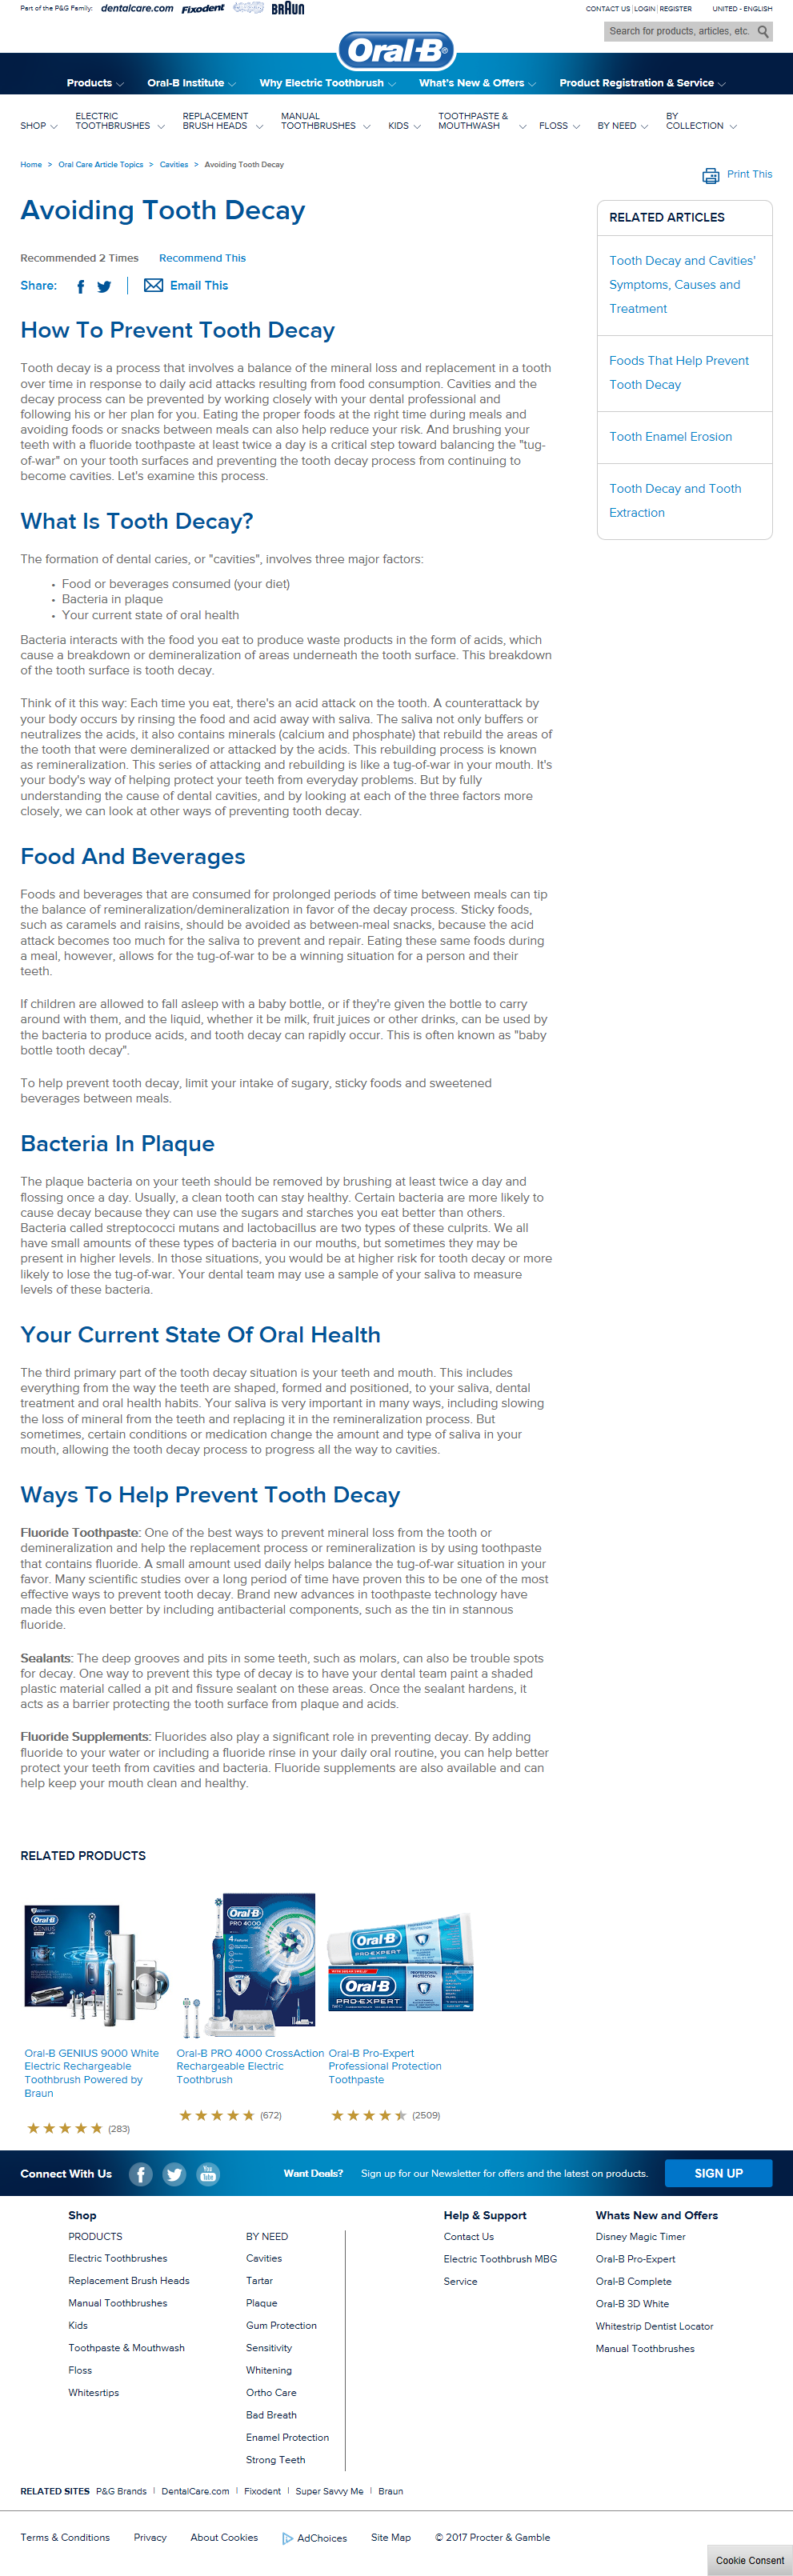 Part of the P&G Family: dentalcare.com Fixodent BRAUN
CONTACT US | LOGIN | REGISTER UNITED - ENGLISH
Search for products, articles, etc.
Oral-B
Products Oral-B Institute Why Electric Toothbrush What's New & Offers Product Registration & Service
SHOP ELECTRIC TOOTHBRUSHES REPLACEMENT BRUSH HEADS MANUAL TOOTHBRUSHES KIDS TOOTHPASTE & MOUTHWASH FLOSS BY NEED BY COLLECTION
Home > Oral Care Article Topics > Cavities > Avoiding Tooth Decay
Print This
Avoiding Tooth Decay
Recommended 2 Times Recommend This
Share: Email This
RELATED ARTICLES
Tooth Decay and Cavities'
Symptoms, Causes and
Treatment
Foods That Help Prevent
Tooth Decay
Tooth Enamel Erosion
Tooth Decay and Tooth
Extraction
How To Prevent Tooth Decay
Tooth decay is a process that involves a balance of the mineral loss and replacement in a tooth
over time in response to daily acid attacks resulting from food consumption. Cavities and the
decay process can be prevented by working closely with your dental professional and
following his or her plan for you. Eating the proper foods at the right time during meals and
avoiding foods or snacks between meals can also help reduce your risk. And brushing your
teeth with a fluoride toothpaste at least twice a day is a critical step toward balancing the "tug-
of-war" on your tooth surfaces and preventing the tooth decay process from continuing to
become cavities. Let's examine this process.
What Is Tooth Decay?
The formation of dental caries, or "cavities", involves three major factors:
• Food or beverages consumed (your diet)
• Bacteria in plaque
• Your current state of oral health
Bacteria interacts with the food you eat to produce waste products in the form of acids, which
cause a breakdown or demineralization of areas underneath the tooth surface. This breakdown
of the tooth surface is tooth decay.
Think of it this way: Each time you eat, there's an acid attack on the tooth. A counterattack by
your body occurs by rinsing the food and acid away with saliva. The saliva not only buffers or
neutralizes the acids, it also contains minerals (calcium and phosphate) that rebuild the areas of
the tooth that were demineralized or attacked by the acids. This rebuilding process is known
as remineralization. This series of attacking and rebuilding is like a tug-of-war in your mouth. It's
your body's way of helping protect your teeth from everyday problems. But by fully
understanding the cause of dental cavities, and by looking at each of the three factors more
closely, we can look at other ways of preventing tooth decay.
Food And Beverages
Foods and beverages that are consumed for prolonged periods of time between meals can tip
the balance of remineralization/demineralization in favor of the decay process. Sticky foods,
such as caramels and raisins, should be avoided as between-meal snacks, because the acid
attack becomes too much for the saliva to prevent and repair. Eating these same foods during
a meal, however, allows for the tug-of-war to be a winning situation for a person and their
teeth.
If children are allowed to fall asleep with a baby bottle, or if they're given the bottle to carry
around with them, and the liquid, whether it be milk, fruit juices or other drinks, can be used by
the bacteria to produce acids, and tooth decay can rapidly occur. This is often known as "baby
bottle tooth decay".
To help prevent tooth decay, limit your intake of sugary, sticky foods and sweetened
beverages between meals.
Bacteria In Plaque
The plaque bacteria on your teeth should be removed by brushing at least twice a day and
flossing once a day. Usually, a clean tooth can stay healthy. Certain bacteria are more likely to
cause decay because they can use the sugars and starches you eat better than others.
Bacteria called streptococci mutans and lactobacillus are two types of these culprits. We all
have small amounts of these types of bacteria in our mouths, but sometimes they may be
present in higher levels. In those situations, you would be at higher risk for tooth decay or more
likely to lose the tug-of-war. Your dental team may use a sample of your saliva to measure
levels of these bacteria.
Your Current State Of Oral Health
The third primary part of the tooth decay situation is your teeth and mouth. This includes
everything from the way the teeth are shaped, formed and positioned, to your saliva, dental
treatment and oral health habits. Your saliva is very important in many ways, including slowing
the loss of mineral from the teeth and replacing it in the remineralization process. But
sometimes, certain conditions or medication change the amount and type of saliva in your
mouth, allowing the tooth decay process to progress all the way to cavities.
Ways To Help Prevent Tooth Decay
Fluoride Toothpaste: One of the best ways to prevent mineral loss from the tooth or
demineralization and help the replacement process or remineralization is by using toothpaste
that contains fluoride. A small amount used daily helps balance the tug-of-war situation in your
favor. Many scientific studies over a long period of time have proven this to be one of the most
effective ways to prevent tooth decay. Brand new advances in toothpaste technology have
made this even better by including antibacterial components, such as the tin in stannous
fluoride.
Sealants: The deep grooves and pits in some teeth, such as molars, can also be trouble spots
for decay. One way to prevent this type of decay is to have your dental team paint a shaded
plastic material called a pit and fissure sealant on these areas. Once the sealant hardens, it
acts as a barrier protecting the tooth surface from plaque and acids.
Fluoride Supplements: Fluorides also play a significant role in preventing decay. By adding
fluoride to your water or including a fluoride rinse in your daily oral routine, you can help better
protect your teeth from cavities and bacteria. Fluoride supplements are also available and can
help keep your mouth clean and healthy.
RELATED PRODUCTS
Oral-B
GENIUS
Oral-B
PRO 4000
Oral-B
PRO-EXPERT
Oral-B
PRO-EXPERT
Oral-B GENIUS 9000 White
Electric Rechargeable
Toothbrush Powered by
Braun
(283)
Oral-B PRO 4000 CrossAction
Rechargeable Electric
Toothbrush
(672)
Oral-B Pro-Expert
Professional Protection
Toothpaste
(2509)
Connect With Us You Tube Want Deals? Sign up for our Newsletter for offers and the latest on products. SIGN UP
Shop
PRODUCTS
Electric Toothbrushes
Replacement Brush Heads
Manual Toothbrushes
Kids
Toothpaste & Mouthwash
Floss
Whitesrtips
BY NEED
Cavities
Tartar
Plaque
Gum Protection
Sensitivity
Whitening
Ortho Care
Bad Breath
Enamel Protection
Strong Teeth
Help & Support
Contact Us
Electric Toothbrush MBG
Service
Whats New and Offers
Disney Magic Timer
Oral-B Pro-Expert
Oral-B Complete
Oral-B 3D White
Whitestrip Dentist Locator
Manual Toothbrushes
RELATED SITES P&G Brands | DentalCare.com | Fixodent | Super Savvy Me | Braun
Terms & Conditions Privacy About Cookies AdChoices Site Map © 2017 Procter & Gamble
Cookie Consent